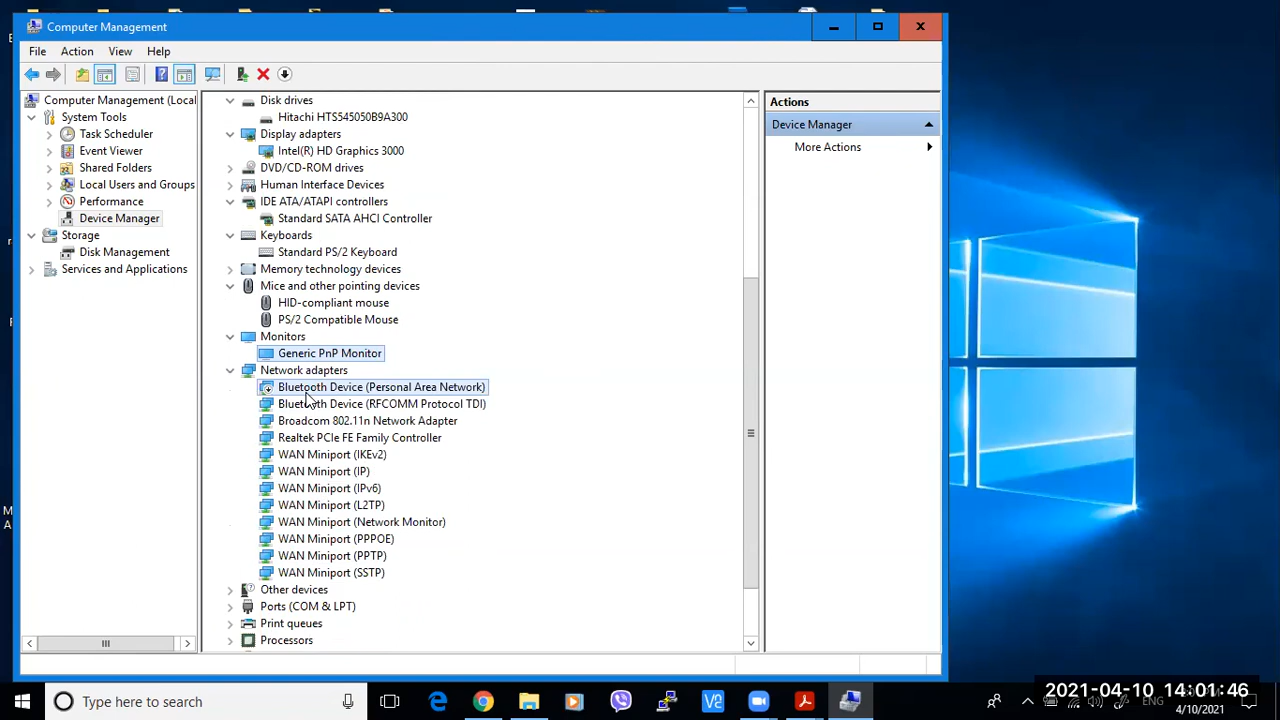 Computer Management
File Action View Help
Computer Management (Local
System Tools
Task Scheduler
Event Viewer
Shared Folders
Local Users and Groups
Performance
Device Manager
Storage
Disk Management
Services and Applications
Disk drives
Hitachi HTS545050B9A300
Display adapters
Intel(R) HD Graphics 3000
DVD/CD-ROM drives
Human Interface Devices
IDE ATA/ATAPI controllers
Standard SATA AHCI Controller
Keyboards
Standard PS/2 Keyboard
Memory technology devices
Mice and other pointing devices
HID-compliant mouse
PS/2 Compatible Mouse
Monitors
Generic PnP Monitor
Network adapters
Bluetooth Device (Personal Area Network)
Bluetooth Device (RFCOMM Protocol TDI)
Broadcom 802.11n Network Adapter
Realtek PCIe FE Family Controller
WAN Miniport (IKEv2)
WAN Miniport (IP)
WAN Miniport (IPv6)
WAN Miniport (L2TP)
WAN Miniport (Network Monitor)
WAN Miniport (PPPOE)
WAN Miniport (PPTP)
WAN Miniport (SSTP)
Other devices
Ports (COM & LPT)
Print queues
Processors
Actions
Device Manager
More Actions
Type here to search
ENG
2021-04-10 14:01:46
4/10/2021